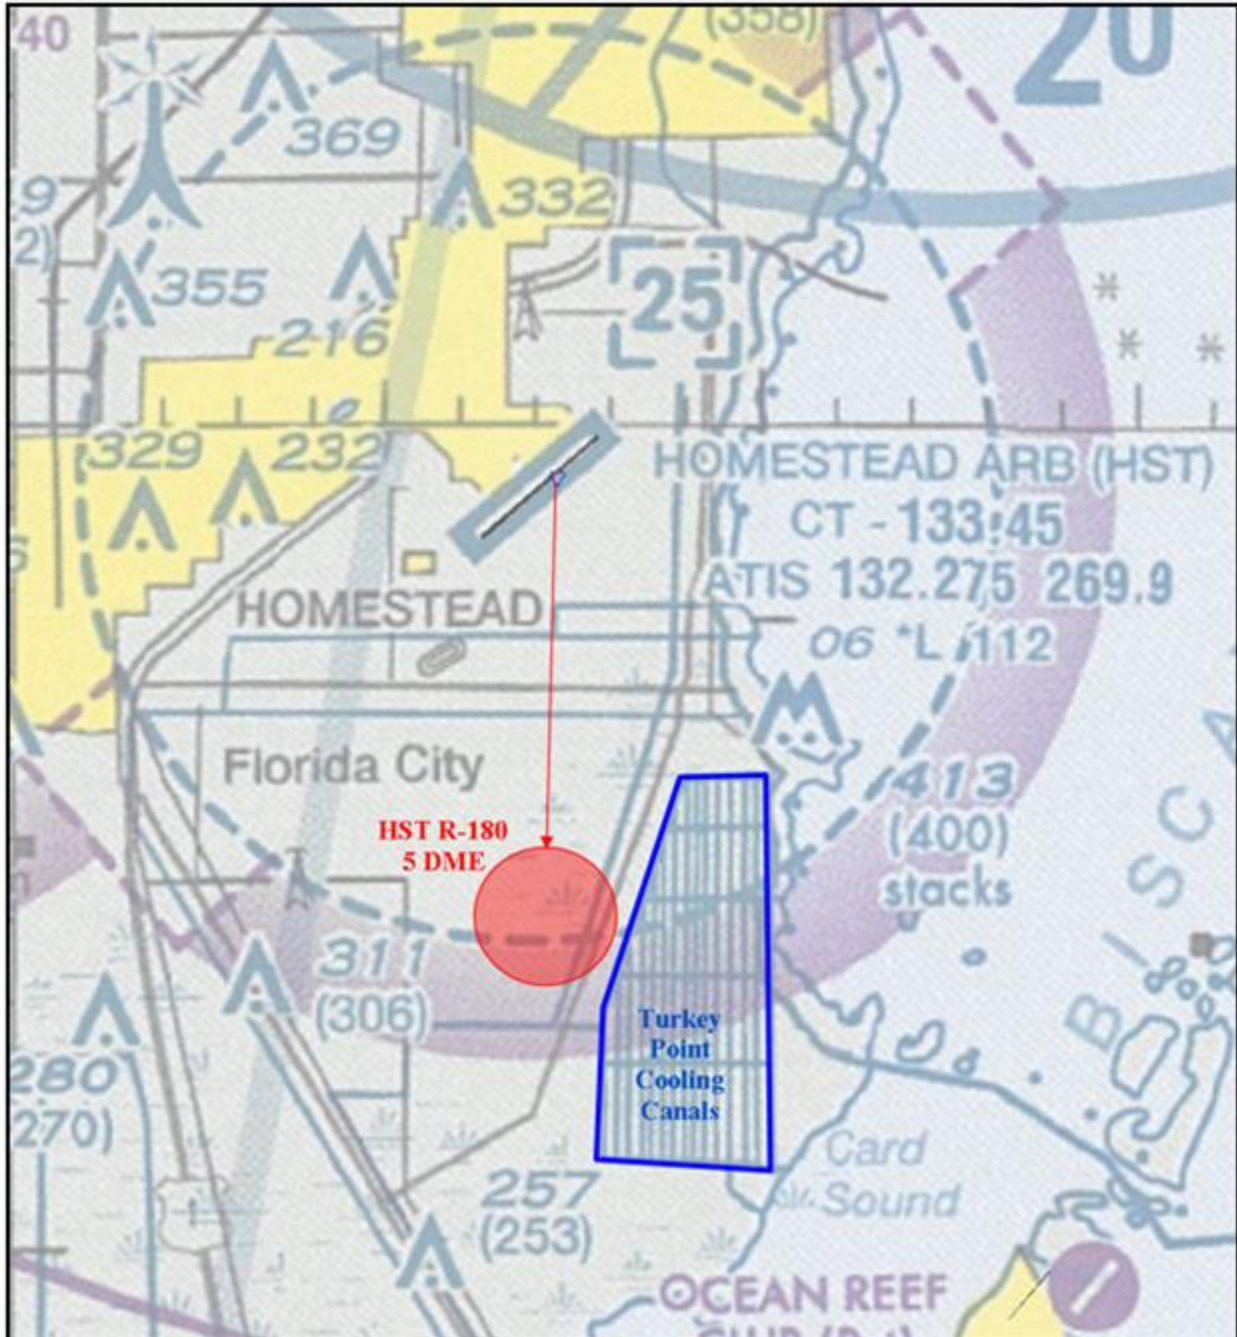 40
(358)
20
369
332
355
25
216
329
232
HOMESTEAD ARB (HST)
CT - 133.45
ATIS 132.275 269.9
06 *L 112
HOMESTEAD
Florida City
413
(400)
stacks
HST R-180
5 DME
311
(306)
Turkey
Point
Cooling
Canals
280
(270)
257
(253)
Card
Sound
BISCA
OCEAN REEF